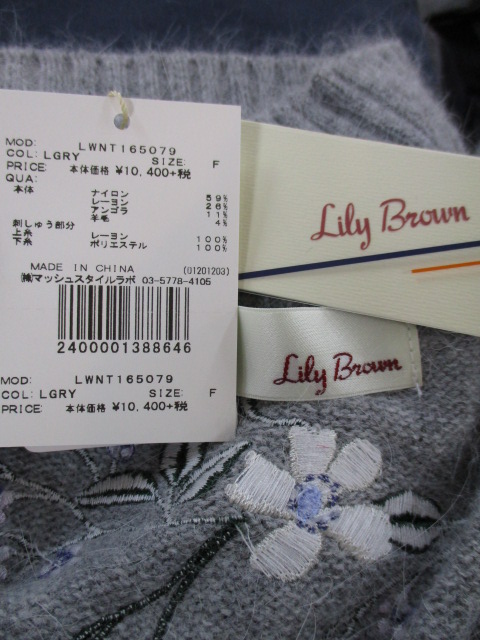 MOD: LWNT165079
COL: LGRY SIZE: F
PRICE: 本体価格 ¥10,400+税
QUA:
本体 ナイロン 59%
レーヨン 26%
アンゴラ 11%
羊毛 4%
刺しゅう部分
上糸 レーヨン 100%
下糸 ポリエステル 100%
MADE IN CHINA (01201203)
㈱マッシュスタイルラボ 03-5778-4105
2400001388646
MOD: LWNT165079
COL: LGRY SIZE: F
PRICE: 本体価格 ¥10,400+税
Lily Brown
Lily Brown